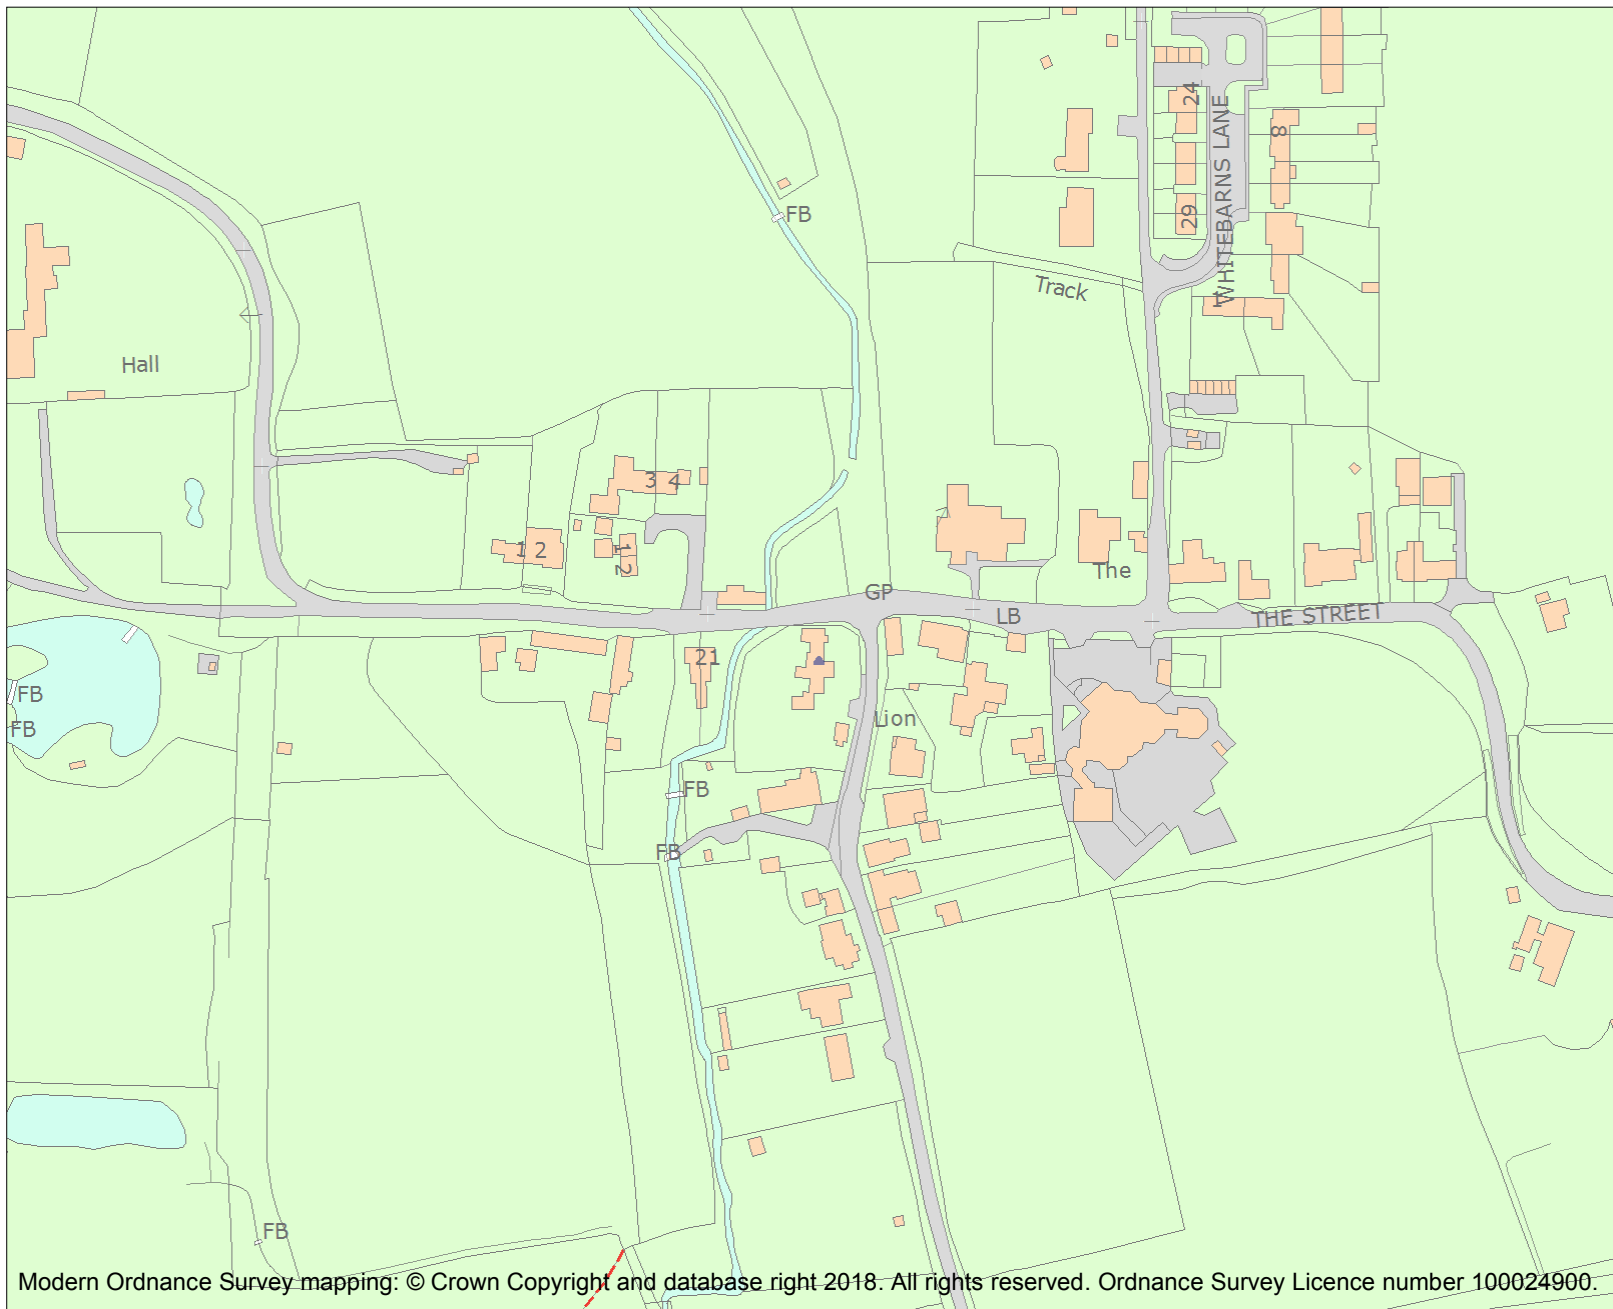 24
WHITEBARNS LANE
8
FB
29
Track
1
Hall
3 4
1 2
1 2
The
GP
LB
THE STREET
21
FB
FB
Lion
FB
FB
FB
Modern Ordnance Survey mapping: © Crown Copyright and database right 2018. All rights reserved. Ordnance Survey Licence number 100024900.